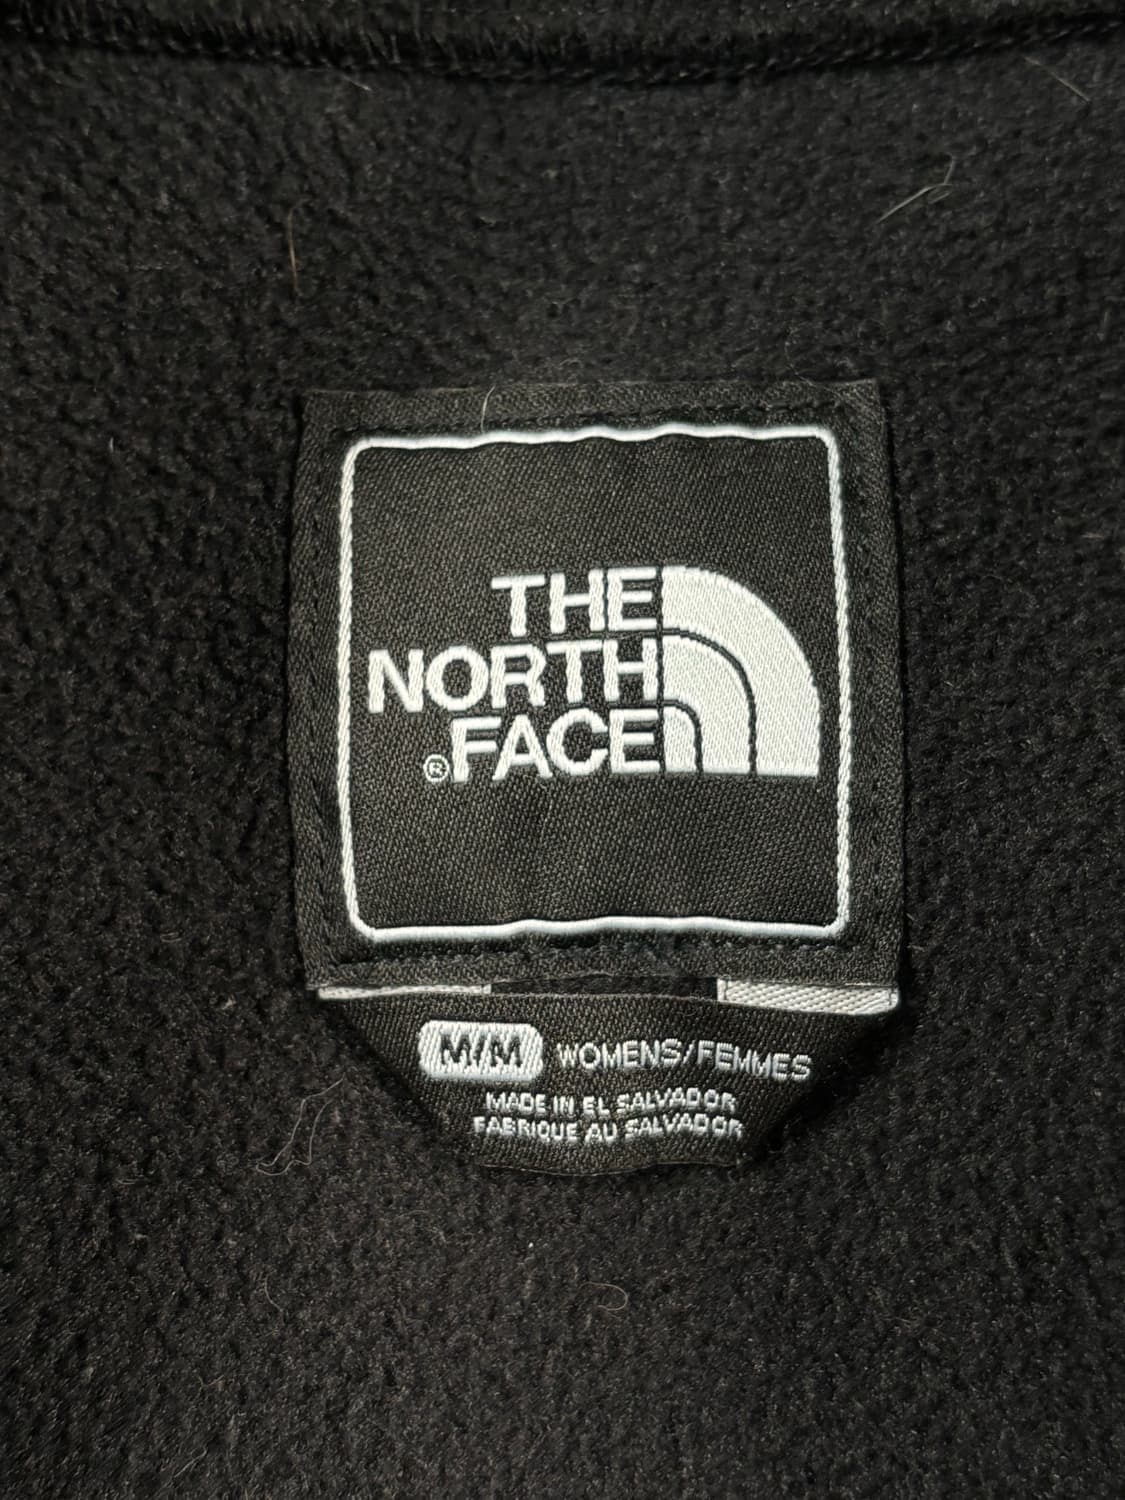 THE
NORTH
FACE
®
M/M WOMENS/FEMMES
MADE IN EL SALVADOR
FABRIQUE AU SALVADOR